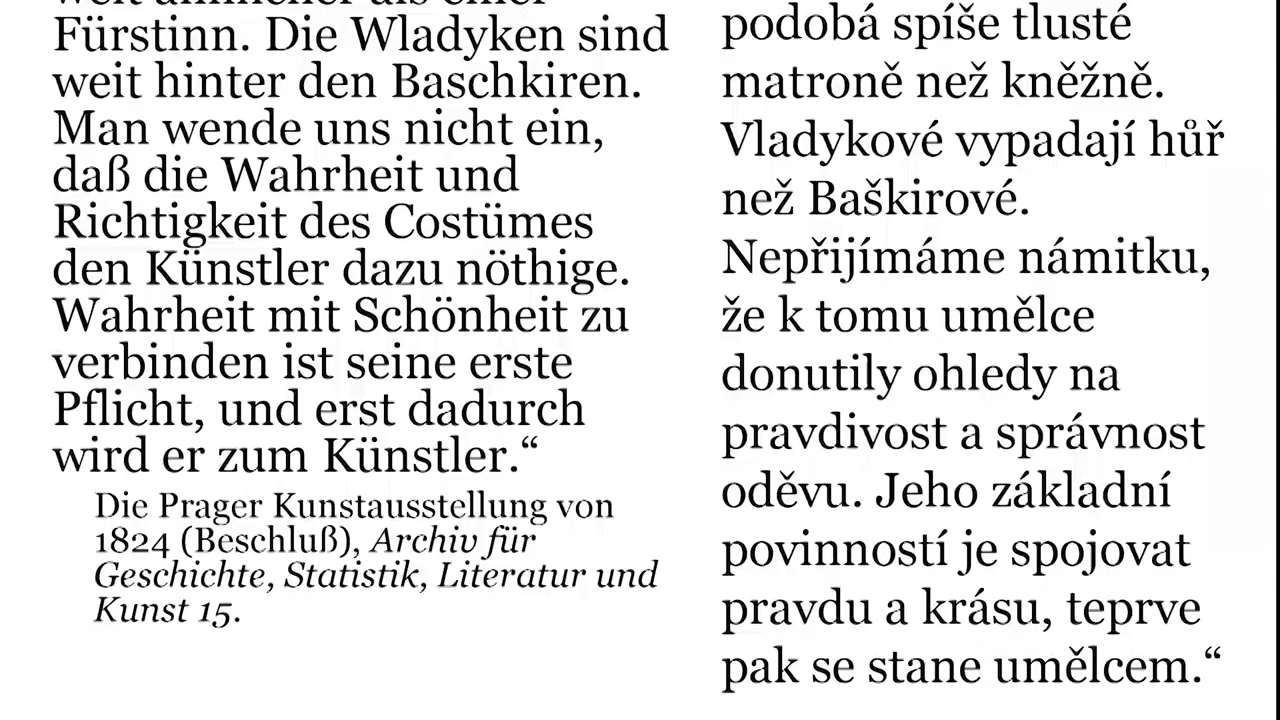 weit ähnlicher als einer
Fürstinn. Die Wladyken sind
weit hinter den Baschkiren.
Man wende uns nicht ein,
daß die Wahrheit und
Richtigkeit des Costümes
den Künstler dazu nöthige.
Wahrheit mit Schönheit zu
verbinden ist seine erste
Pflicht, und erst dadurch
wird er zum Künstler.“
Die Prager Kunstausstellung von
1824 (Beschluß), Archiv für
Geschichte, Statistik, Literatur und
Kunst 15.
podobá spíše tlusté
matroně než kněžně.
Vladykové vypadají hůř
než Baškirové.
Nepřijímáme námitku,
že k tomu umělce
donutily ohledy na
pravdivost a správnost
oděvu. Jeho základní
povinností je spojovat
pravdu a krásu, teprve
pak se stane umělcem.“